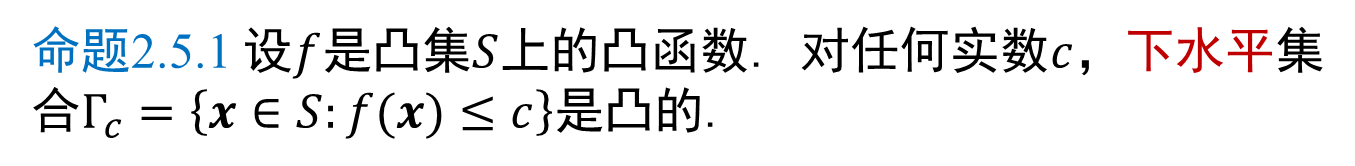 命题2.5.1 设f是凸集S上的凸函数. 对任何实数c，下水平集
合Γc = {x ∈ S: f(x) ≤ c}是凸的.